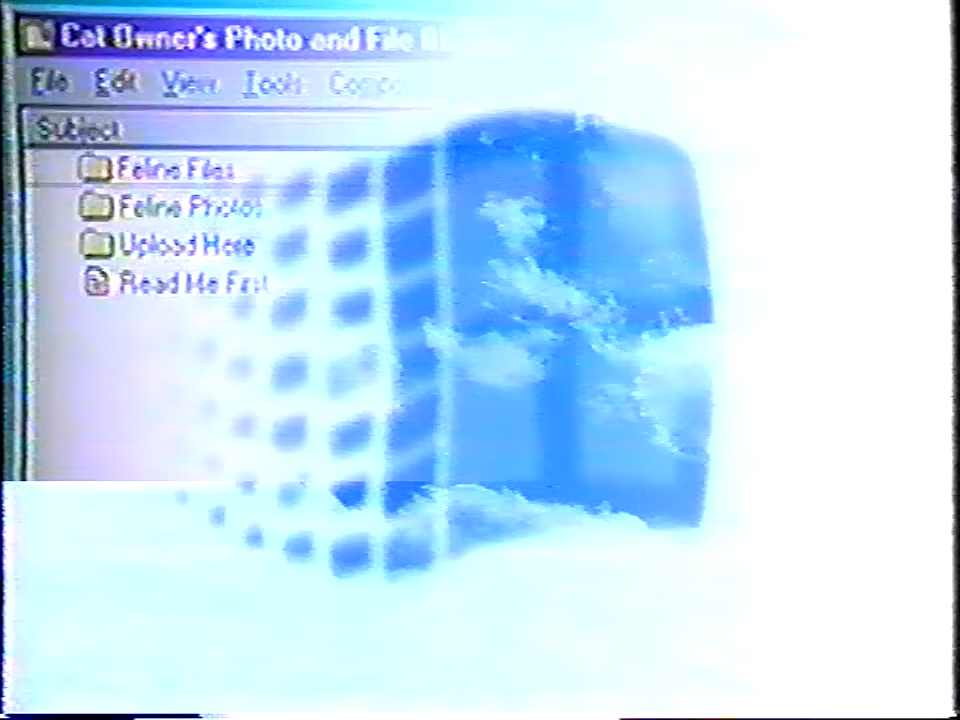 Cat Owner's Photo and File
File Edit View Tools
Subject
Feline Files
Feline Photos
Upload Here
Read Me First